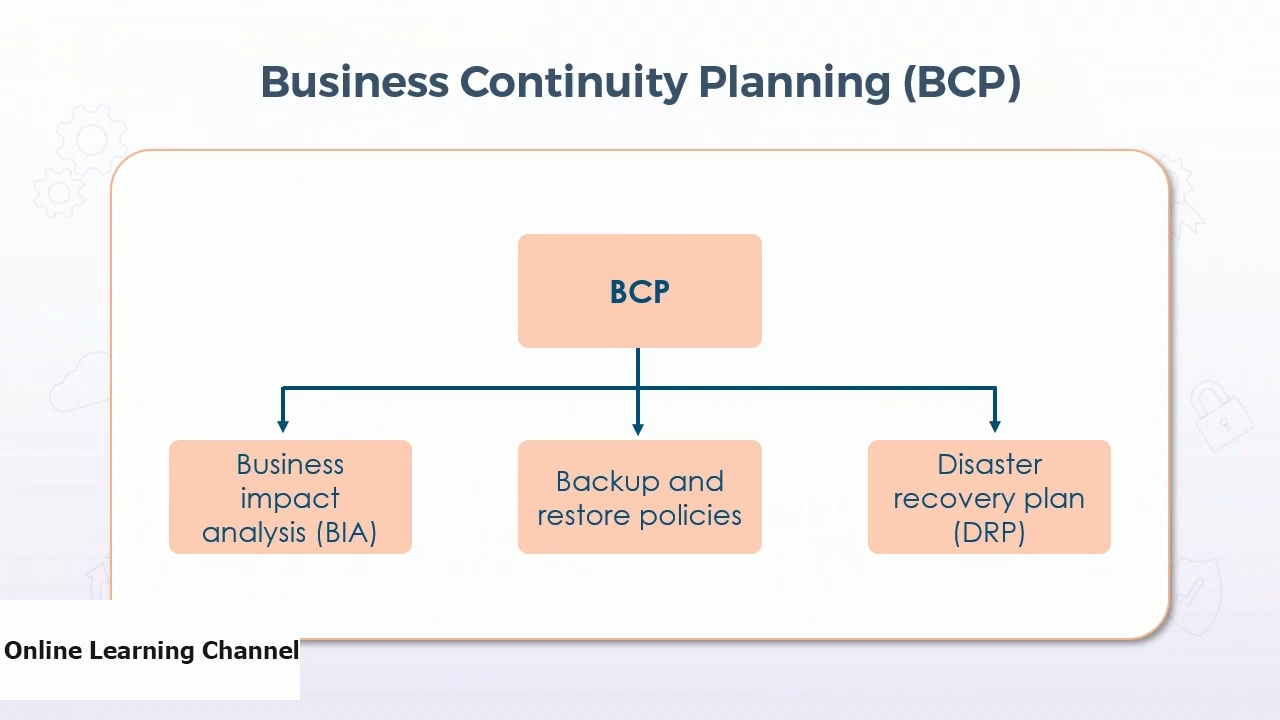 Business Continuity Planning (BCP)
BCP
Business
impact
analysis (BIA)
Backup and
restore policies
Disaster
recovery plan
(DRP)
Online Learning Channel